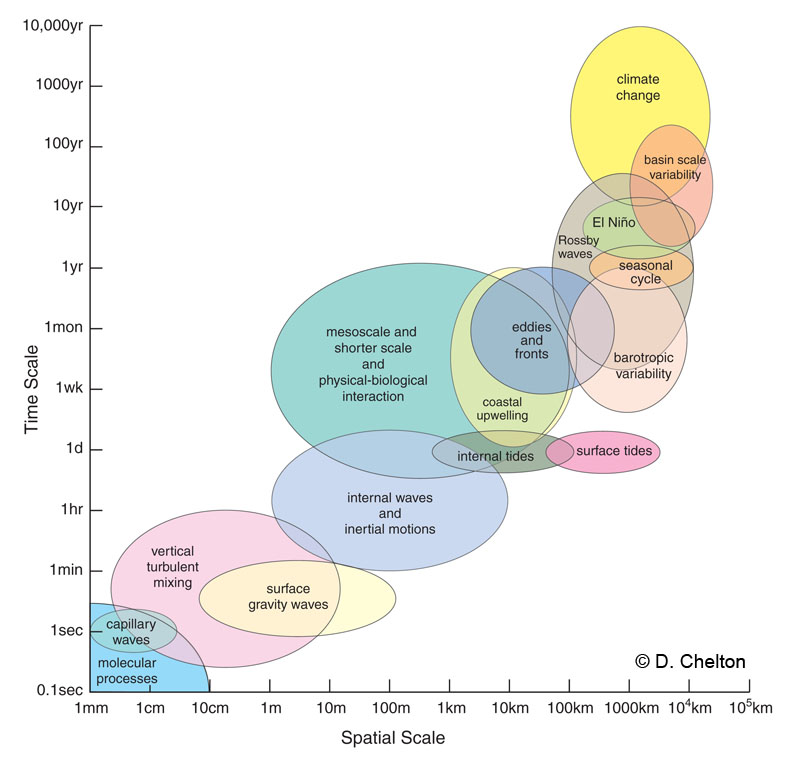 10,000yr
1000yr
100yr
10yr
1yr
1mon
1wk
1d
1hr
1min
1sec
0.1sec
Time Scale
climate
change
basin scale
variability
El Niño
Rossby
waves
seasonal
cycle
mesoscale and
shorter scale
and
physical-biological
interaction
eddies
and
fronts
barotropic
variability
coastal
upwelling
internal tides
surface tides
internal waves
and
inertial motions
vertical
turbulent
mixing
surface
gravity waves
capillary
waves
molecular
processes
© D. Chelton
1mm 1cm 10cm 1m 10m 100m 1km 10km 100km 1000km 10⁴km 10⁵km
Spatial Scale